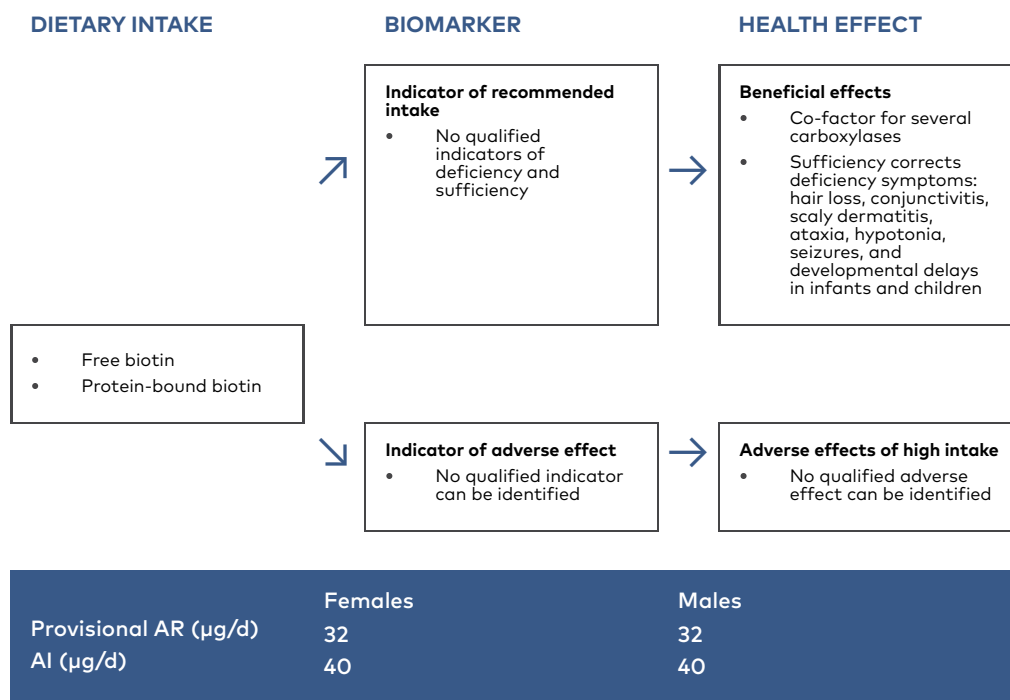 DIETARY INTAKE
BIOMARKER
HEALTH EFFECT
• Free biotin
• Protein-bound biotin
Indicator of recommended
intake
• No qualified
indicators of
deficiency and
sufficiency
Beneficial effects
• Co-factor for several
carboxylases
• Sufficiency corrects
deficiency symptoms:
hair loss, conjunctivitis,
scaly dermatitis,
ataxia, hypotonia,
seizures, and
developmental delays
in infants and children
Indicator of adverse effect
• No qualified indicator
can be identified
Adverse effects of high intake
• No qualified adverse
effect can be identified
Females Males
Provisional AR (µg/d) 32 32
AI (µg/d) 40 40